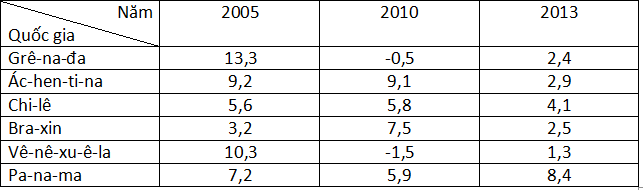 Năm 2005 2010 2013
Quốc gia
Grê-na-đa 13,3 -0,5 2,4
Ác-hen-ti-na 9,2 9,1 2,9
Chi-lê 5,6 5,8 4,1
Bra-xin 3,2 7,5 2,5
Vê-nê-xu-ê-la 10,3 -1,5 1,3
Pa-na-ma 7,2 5,9 8,4